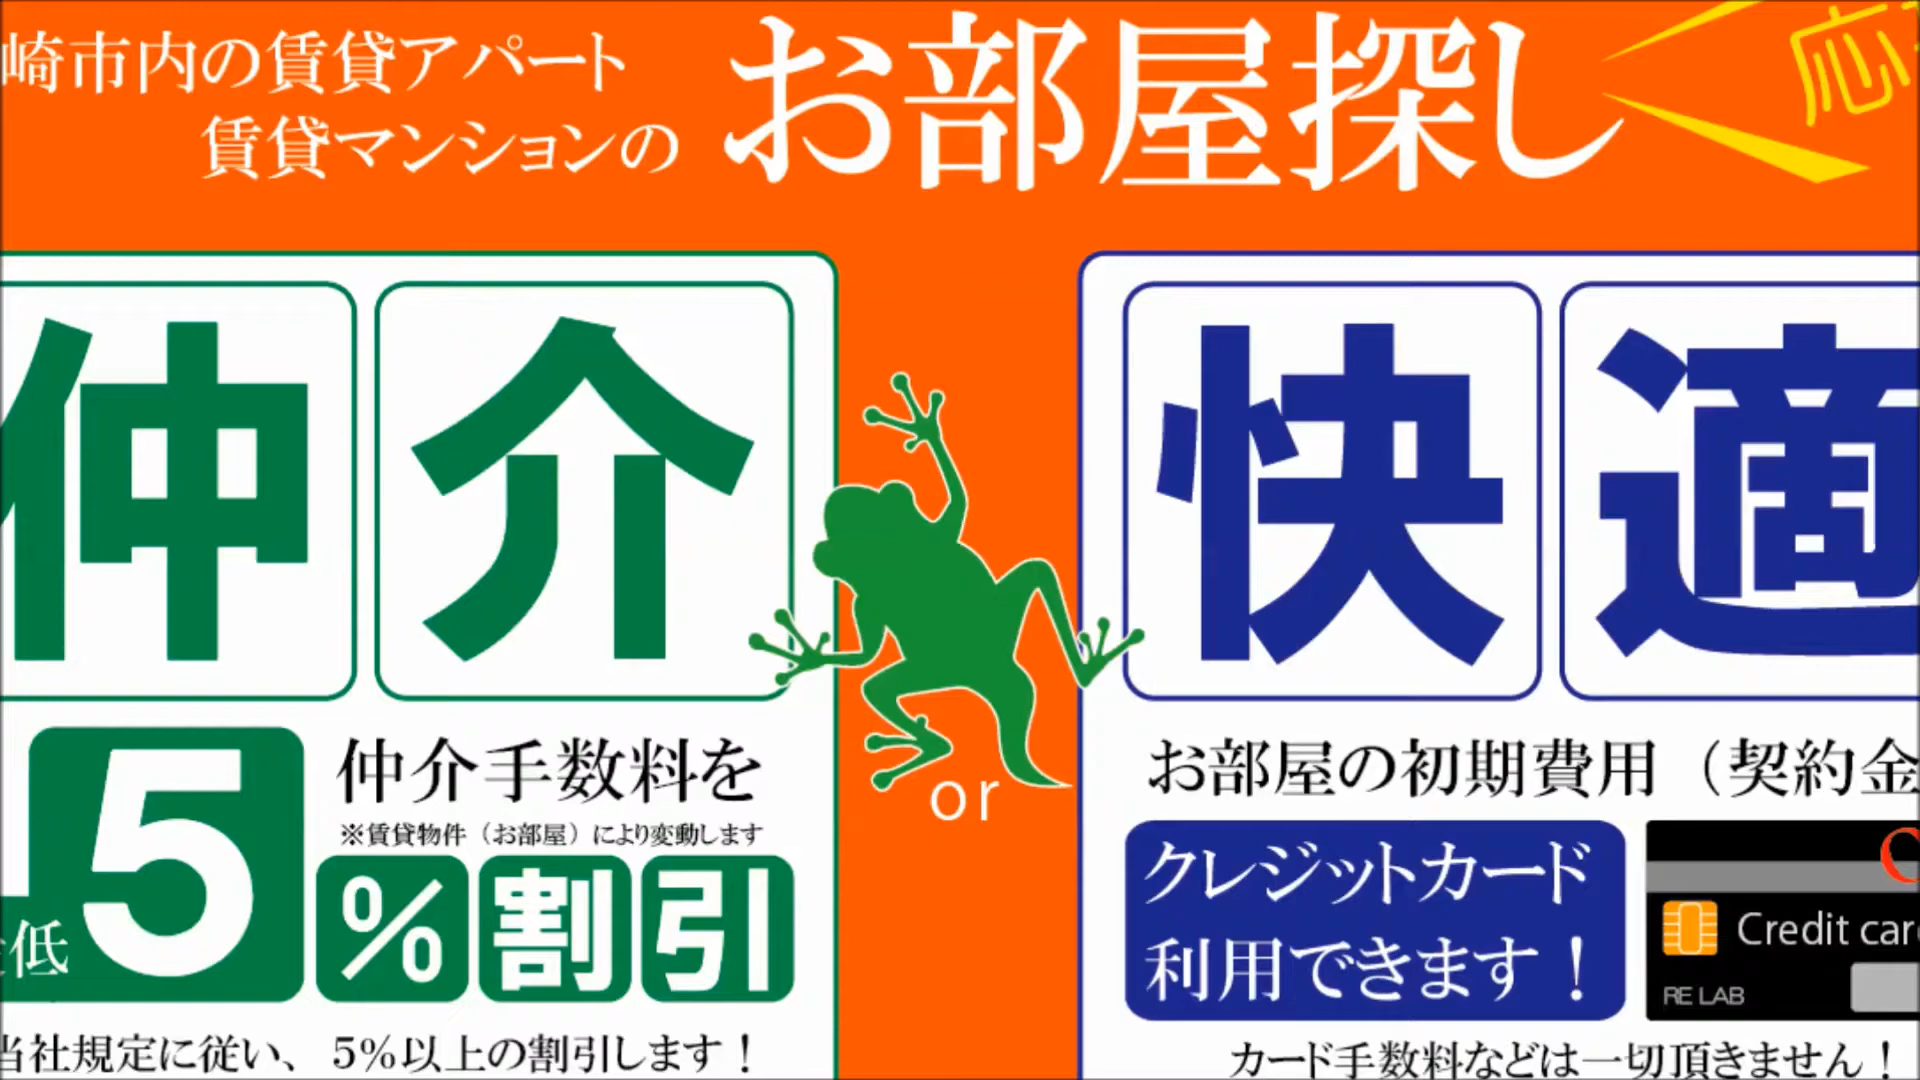 崎市内の賃貸アパート
賃貸マンションの
お部屋探し
応
仲介
快適
5
低
仲介手数料を
※賃貸物件（お部屋）により変動します
%割引
当社規定に従い、5%以上の割引します！
or
お部屋の初期費用（契約金
クレジットカード
利用できます！
Credit card
RE LAB
カード手数料などは一切頂きません！